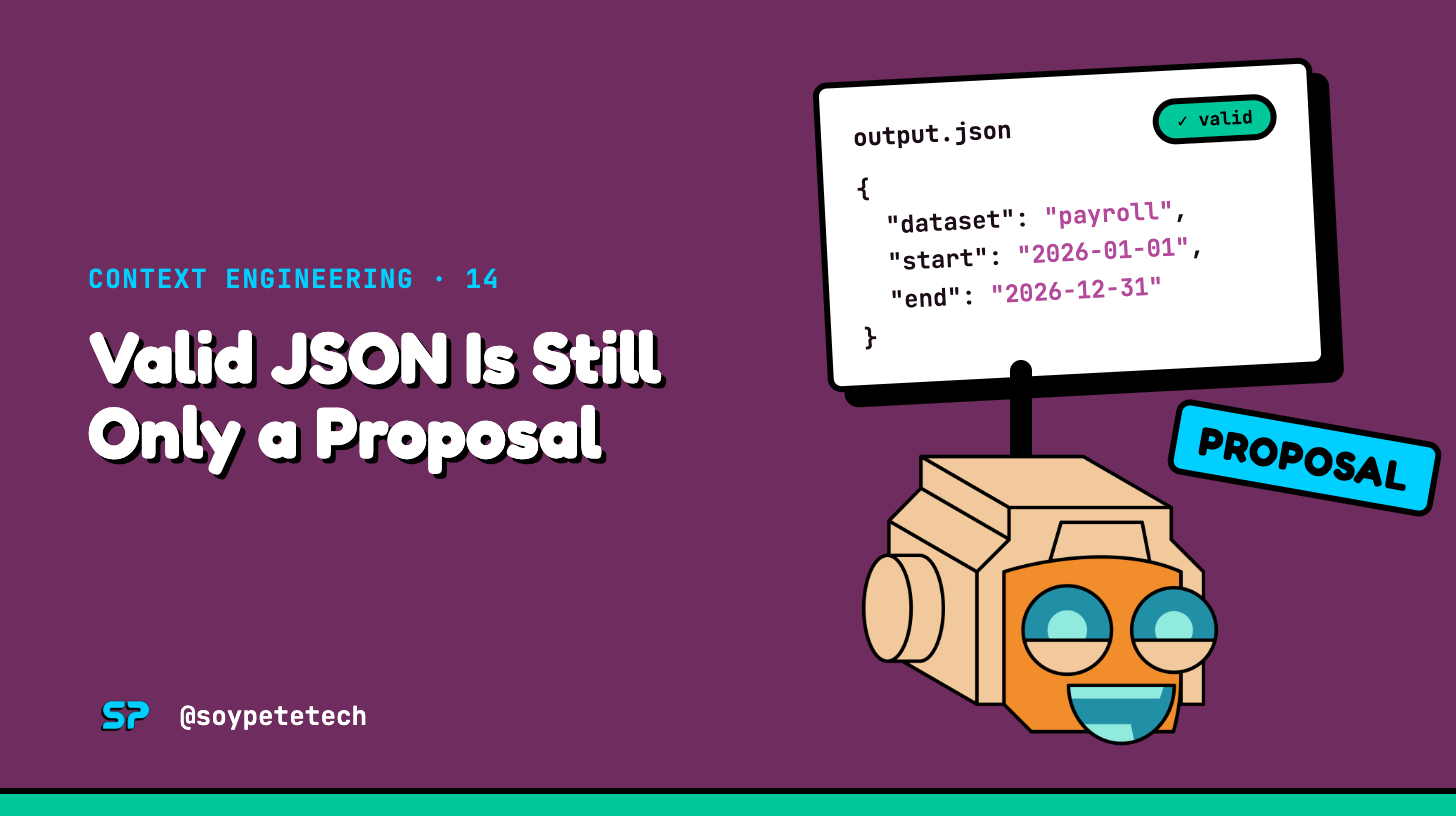 CONTEXT ENGINEERING · 14
Valid JSON Is Still
Only a Proposal
output.json
✓ valid
{
"dataset": "payroll",
"start": "2026-01-01",
"end": "2026-12-31"
}
PROPOSAL
SP
@soypetetech